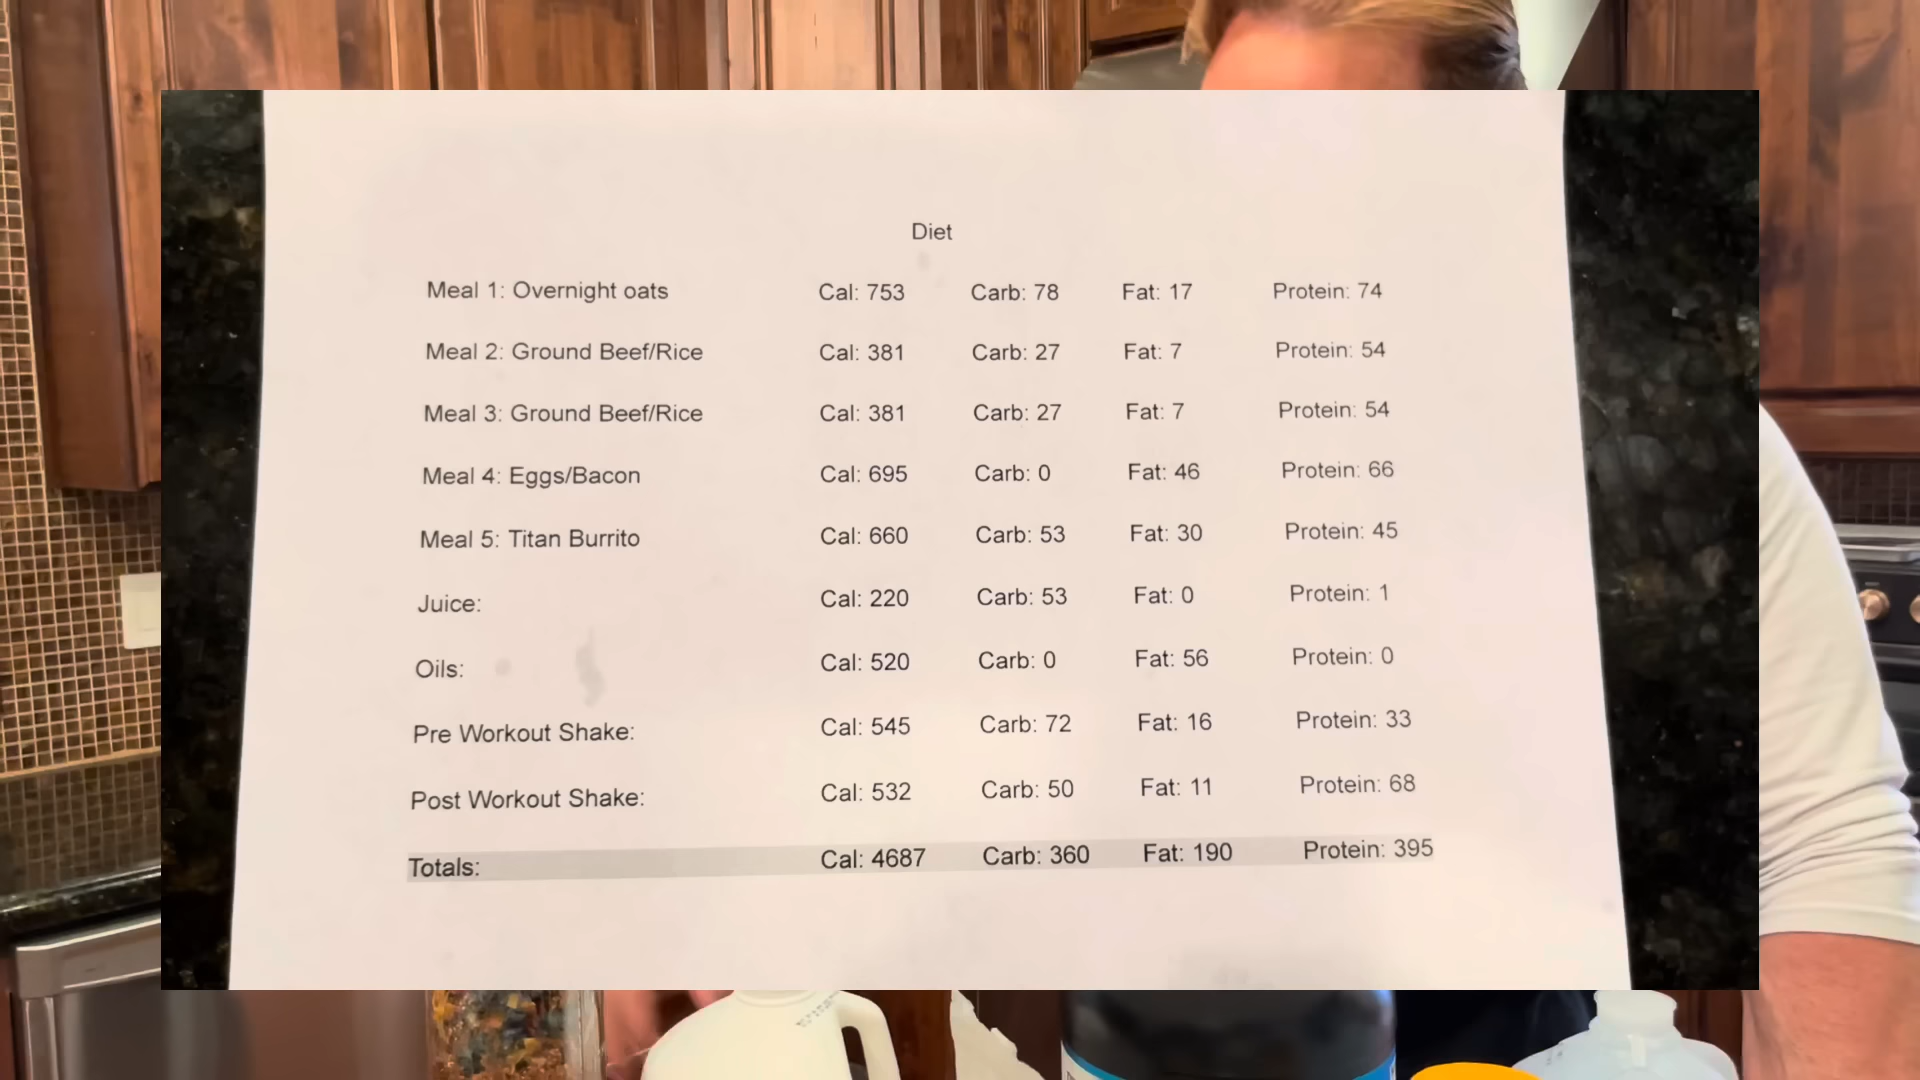 Diet
Meal 1: Overnight oats Cal: 753 Carb: 78 Fat: 17 Protein: 74
Meal 2: Ground Beef/Rice Cal: 381 Carb: 27 Fat: 7 Protein: 54
Meal 3: Ground Beef/Rice Cal: 381 Carb: 27 Fat: 7 Protein: 54
Meal 4: Eggs/Bacon Cal: 695 Carb: 0 Fat: 46 Protein: 66
Meal 5: Titan Burrito Cal: 660 Carb: 53 Fat: 30 Protein: 45
Juice: Cal: 220 Carb: 53 Fat: 0 Protein: 1
Oils: Cal: 520 Carb: 0 Fat: 56 Protein: 0
Pre Workout Shake: Cal: 545 Carb: 72 Fat: 16 Protein: 33
Post Workout Shake: Cal: 532 Carb: 50 Fat: 11 Protein: 68
Totals: Cal: 4687 Carb: 360 Fat: 190 Protein: 395